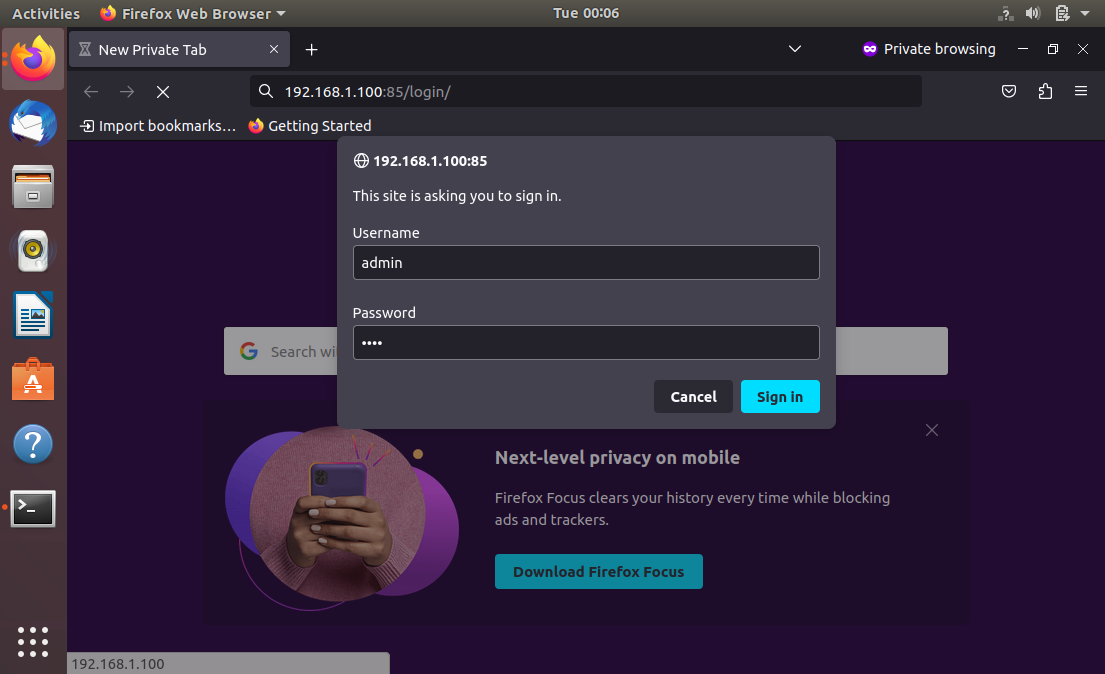 Activities Firefox Web Browser Tue 00:06
New Private Tab Private browsing
192.168.1.100:85/login/
Import bookmarks... Getting Started
192.168.1.100:85
This site is asking you to sign in.
Username
admin
Password
••••
Search wi
Cancel Sign in
Next-level privacy on mobile
Firefox Focus clears your history every time while blocking
ads and trackers.
Download Firefox Focus
192.168.1.100